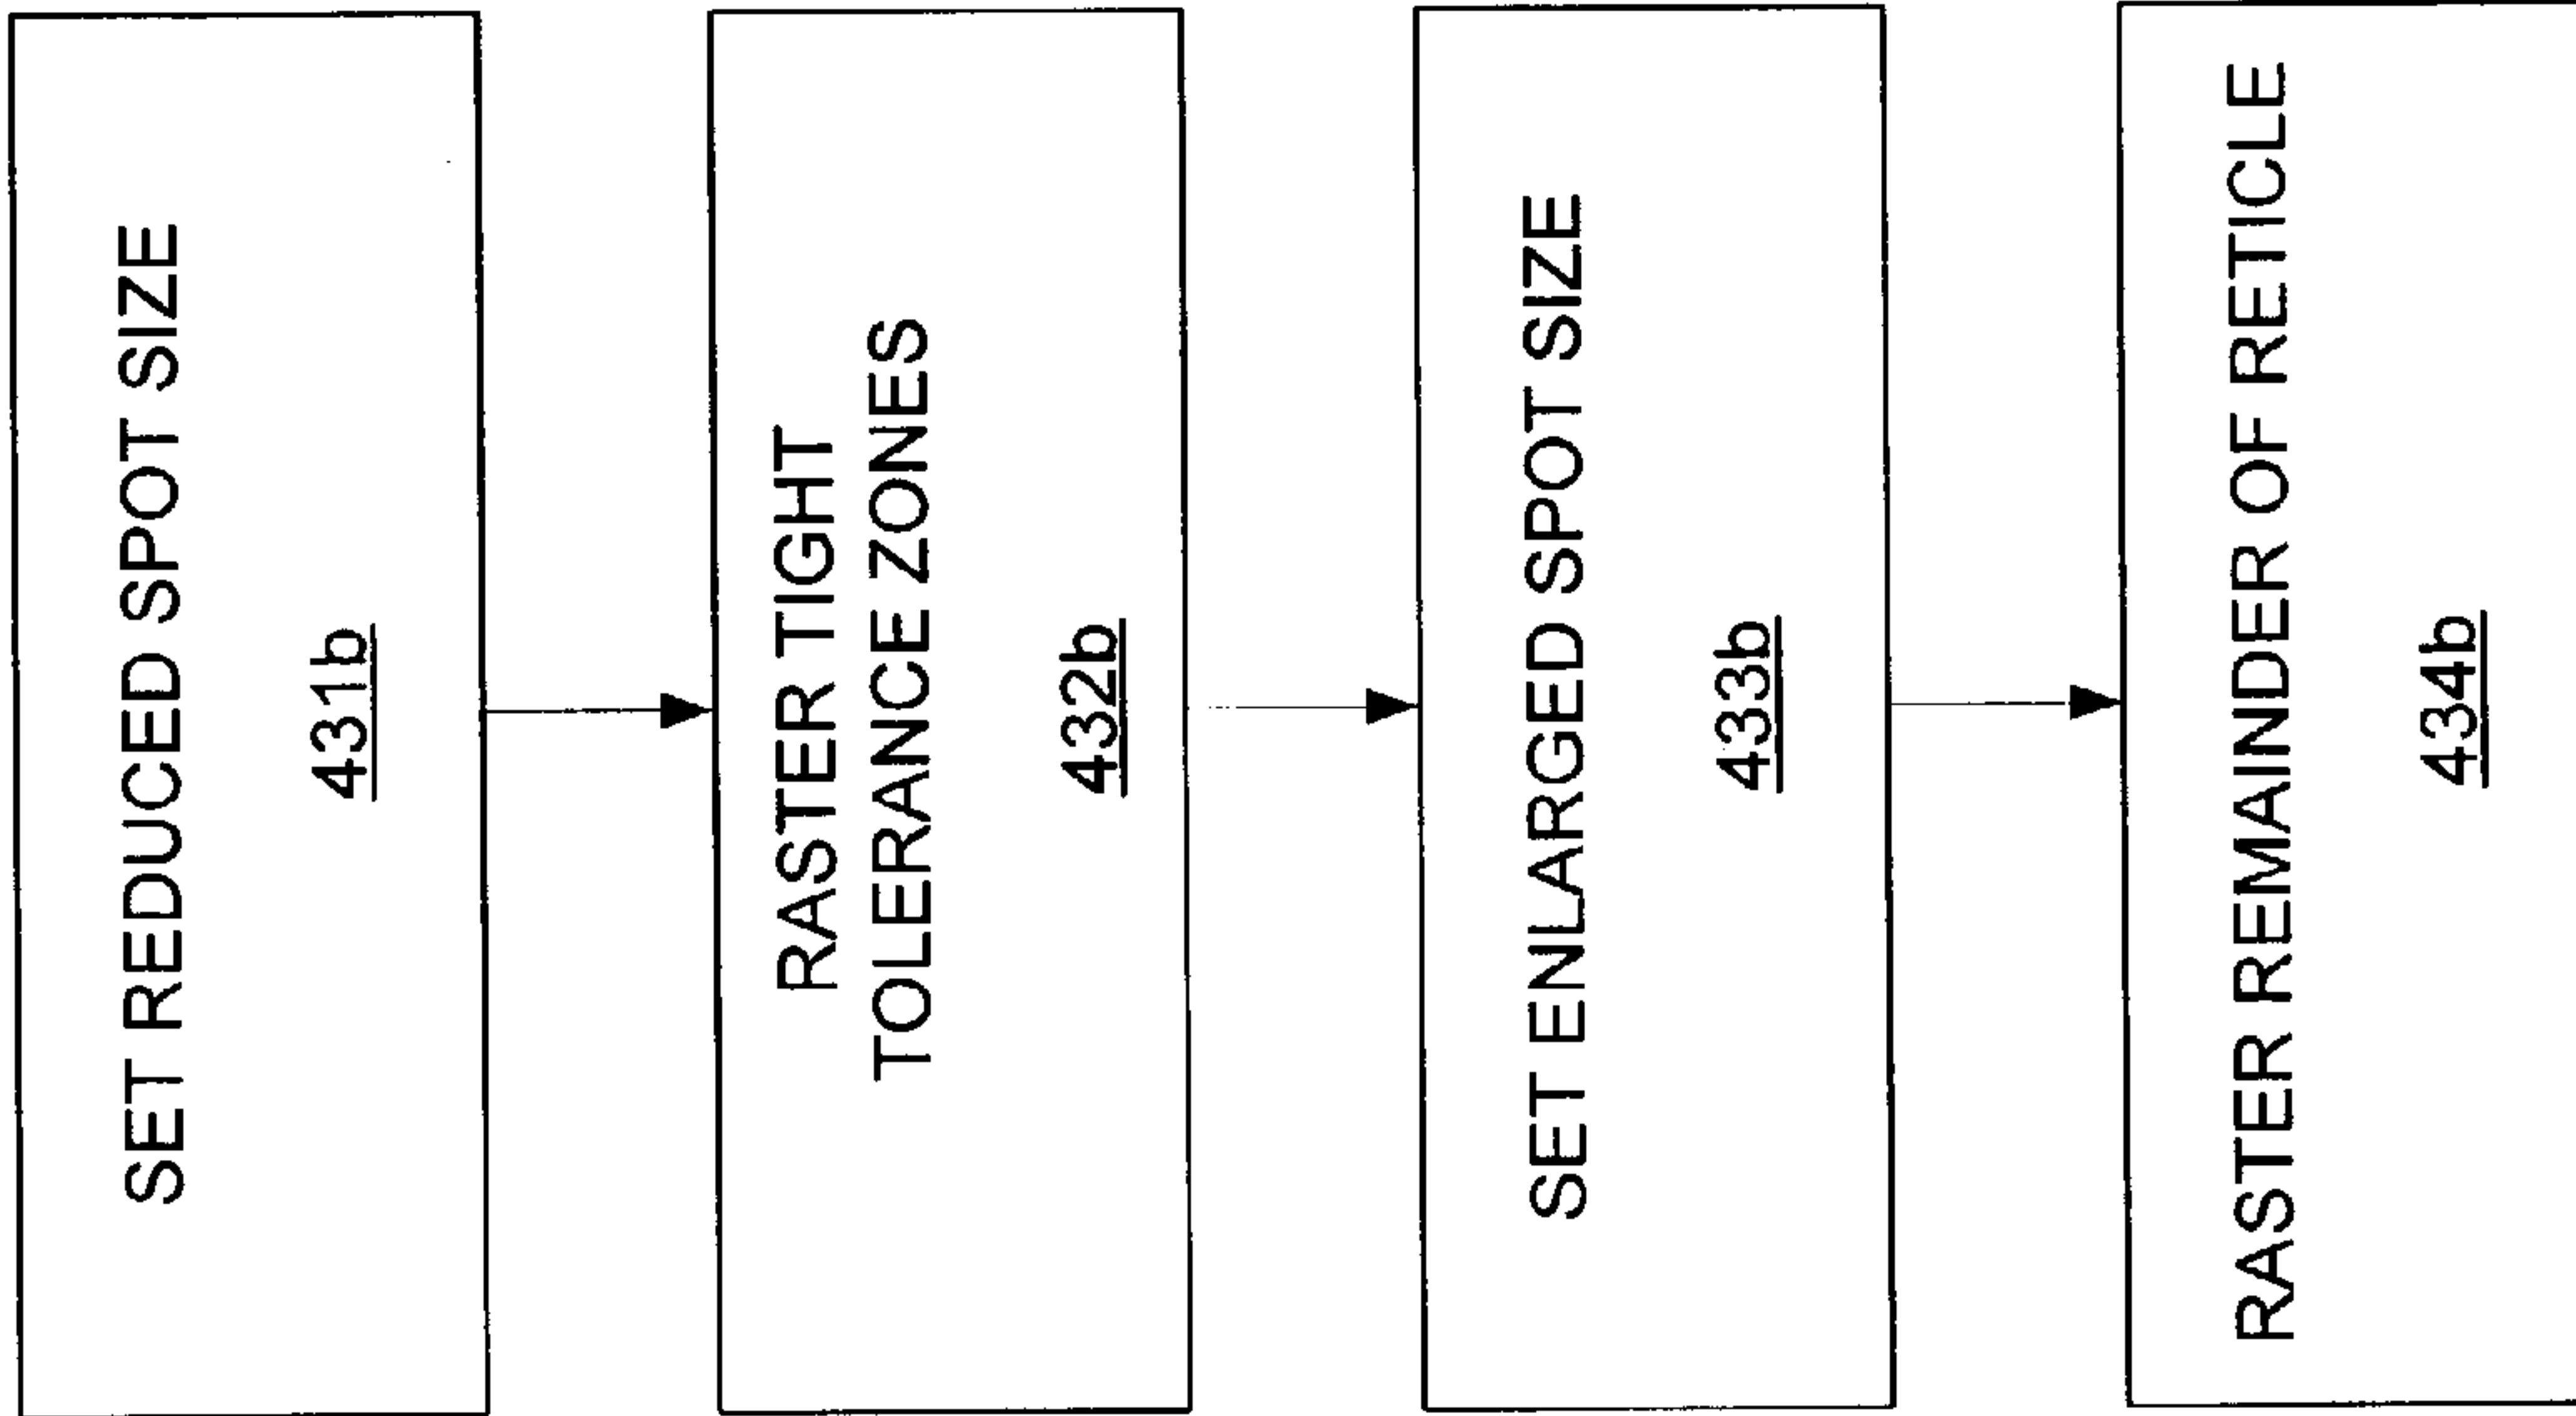 SET REDUCED SPOT SIZE
431b
RASTER TIGHT
TOLERANCE ZONES
432b
SET ENLARGED SPOT SIZE
433b
RASTER REMAINDER OF RETICLE
434b